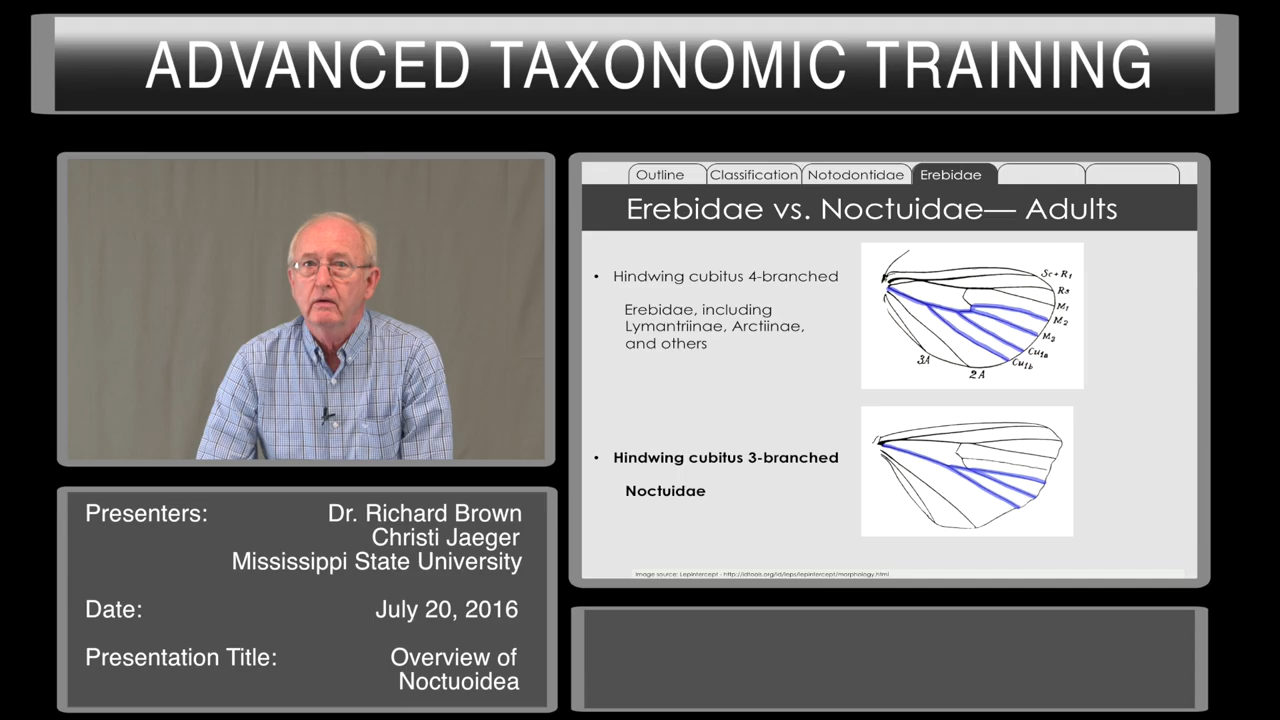 ADVANCED TAXONOMIC TRAINING
Outline
Classification
Notodontidae
Erebidae
Erebidae vs. Noctuidae— Adults
• Hindwing cubitus 4-branched
Erebidae, including
Lymantriinae, Arctiinae,
and others
Sc+R1
Rs
M1
M2
M3
Cu1a
Cu1b
2A
3A
• Hindwing cubitus 3-branched
Noctuidae
Image source: LepIntercept - http://idtools.org/id/leps/lepintercept/morphology.html
Presenters: Dr. Richard Brown
Christi Jaeger
Mississippi State University
Date: July 20, 2016
Presentation Title: Overview of
Noctuoidea